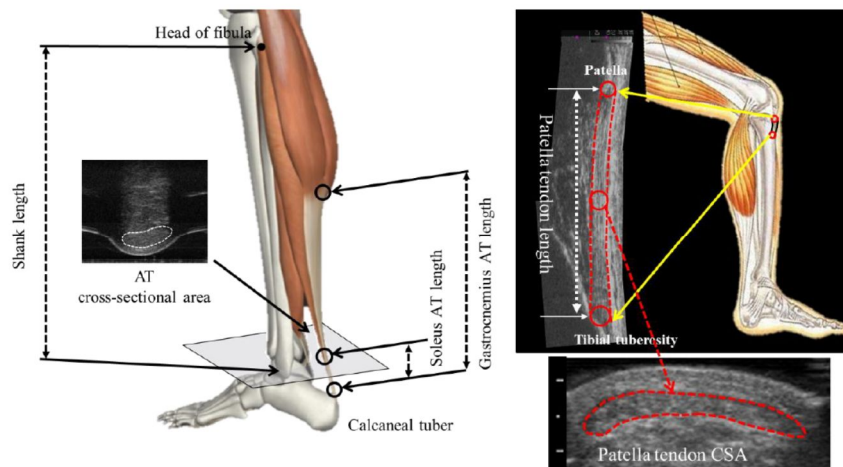 Head of fibula
Shank length
AT
cross-sectional area
Soleus AT length
Gastrocnemius AT length
Calcaneal tuber
Patella
Patella tendon length
Tibial tuberesity
Patella tendon CSA